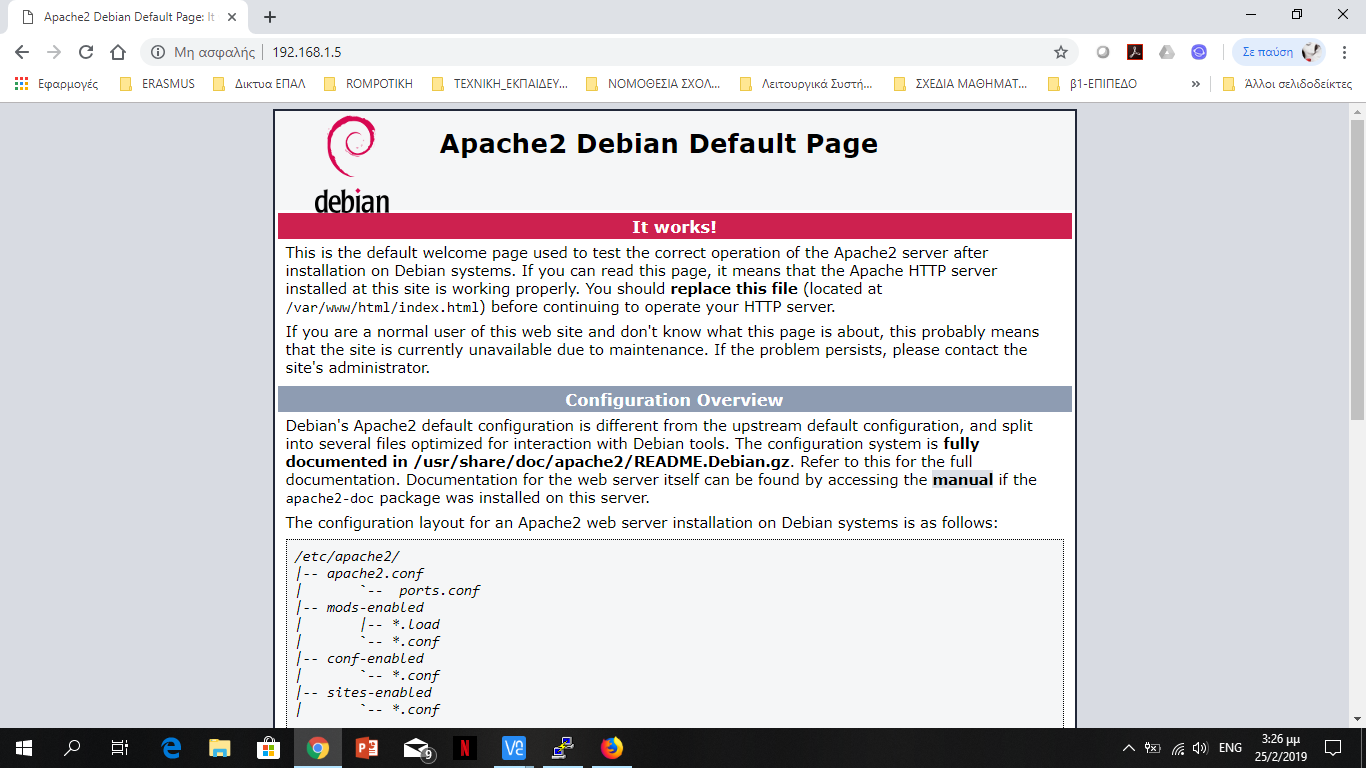 Apache2 Debian Default Page: It
Μη ασφαλής 192.168.1.5 Σε παύση
Εφαρμογές ERASMUS Δικτυα ΕΠΑΛ ΡΟΜΡΟΤΙΚΗ ΤΕΧΝΙΚΗ_ΕΚΠΑΙΔΕΥ... ΝΟΜΟΘΕΣΙΑ ΣΧΟΛ... Λειτουργικά Συστή... ΣΧΕΔΙΑ ΜΑΘΗΜΑΤ... β1-ΕΠΙΠΕΔΟ » Άλλοι σελιδοδείκτες
debian
Apache2 Debian Default Page
It works!
This is the default welcome page used to test the correct operation of the Apache2 server after
installation on Debian systems. If you can read this page, it means that the Apache HTTP server
installed at this site is working properly. You should replace this file (located at
/var/www/html/index.html) before continuing to operate your HTTP server.
If you are a normal user of this web site and don't know what this page is about, this probably means
that the site is currently unavailable due to maintenance. If the problem persists, please contact the
site's administrator.
Configuration Overview
Debian's Apache2 default configuration is different from the upstream default configuration, and split
into several files optimized for interaction with Debian tools. The configuration system is fully
documented in /usr/share/doc/apache2/README.Debian.gz. Refer to this for the full
documentation. Documentation for the web server itself can be found by accessing the manual if the
apache2-doc package was installed on this server.
The configuration layout for an Apache2 web server installation on Debian systems is as follows:
/etc/apache2/
|-- apache2.conf
|       `--  ports.conf
|-- mods-enabled
|       |-- *.load
|       `-- *.conf
|-- conf-enabled
|       `-- *.conf
|-- sites-enabled
|       `-- *.conf
9 N VE ENG 3:26 μμ
25/2/2019